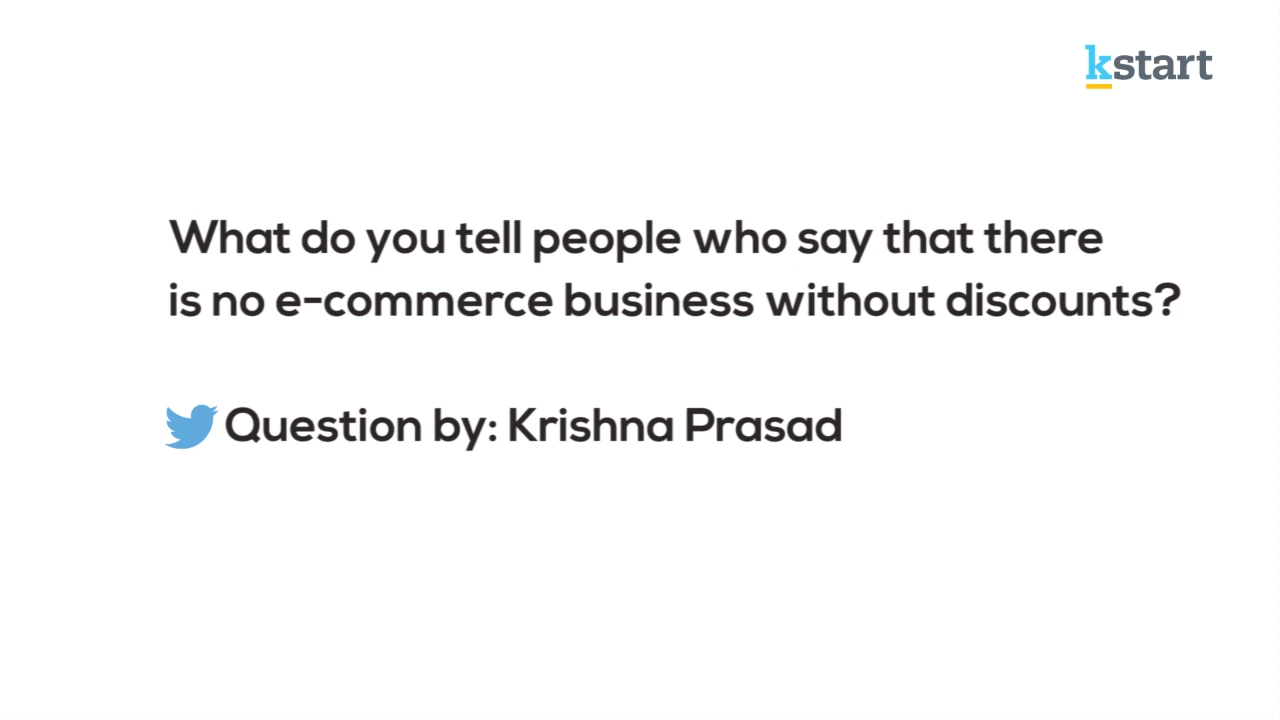 kstart
What do you tell people who say that there
is no e-commerce business without discounts?
Question by: Krishna Prasad